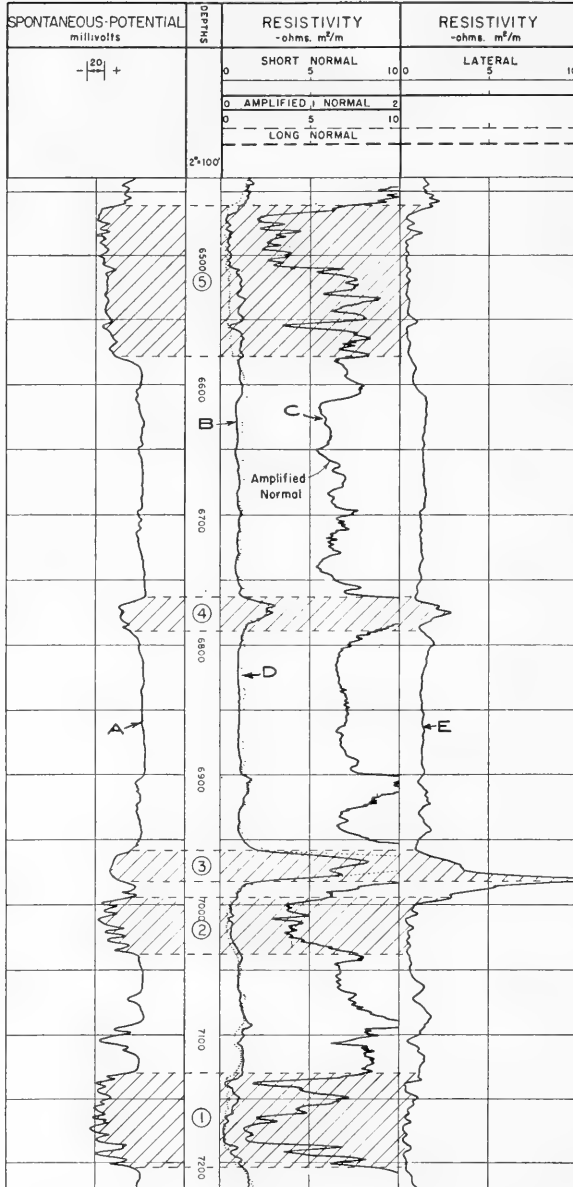 SPONTANEOUS-POTENTIAL
millivolts
- 20 +
DEPTHS
2"=100'
RESISTIVITY
-ohms. m²/m
SHORT NORMAL
0 5 10
0 AMPLIFIED NORMAL 2
0 5 10
LONG NORMAL
RESISTIVITY
-ohms. m²/m
LATERAL
0 5 10
6500
5
6600
B
C
Amplified
Normal
6700
4
6800
D
A
E
6900
3
7000
2
7100
1
7200